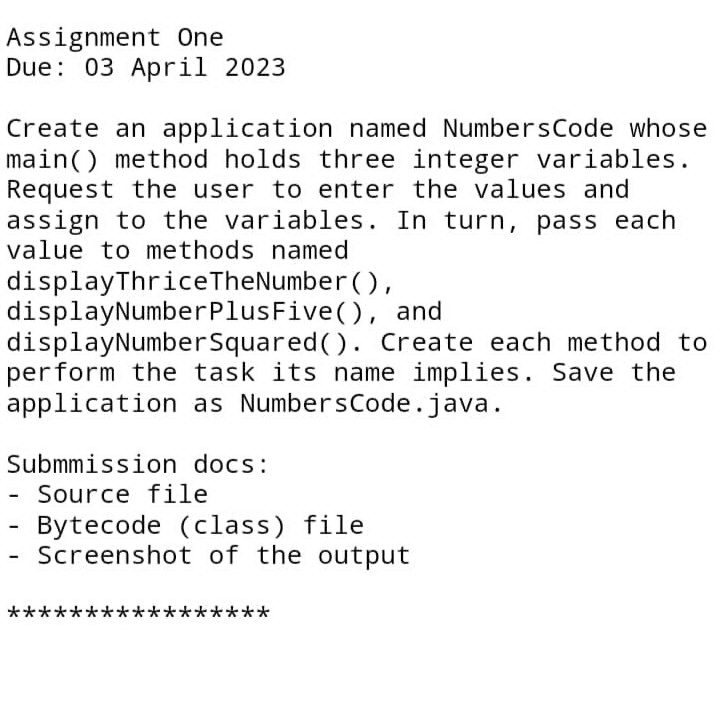 Assignment One
Due: 03 April 2023
Create an application named NumbersCode whose
main() method holds three integer variables.
Request the user to enter the values and
assign to the variables. In turn, pass each
value to methods named
displayThriceTheNumber(),
displayNumberPlusFive(), and
displayNumberSquared(). Create each method to
perform the task its name implies. Save the
application as NumbersCode.java.
Submmission docs:
- Source file
- Bytecode (class) file
- Screenshot of the output
*****************